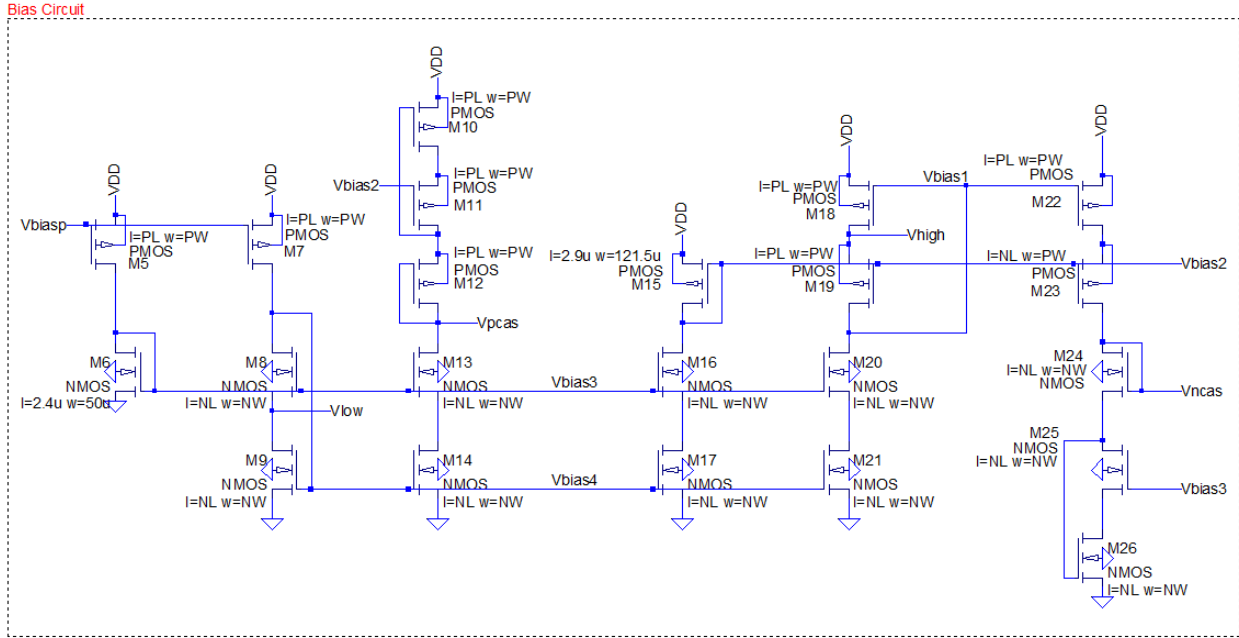 Bias Circuit
VDD
l=PL w=PW
PMOS
M10
Vbias2
l=PL w=PW
PMOS
M11
l=PL w=PW
PMOS
M12
Vpcas
VDD
Vbiasp
l=PL w=PW
PMOS
M5
VDD
l=PL w=PW
PMOS
M7
VDD
l=2.9u w=121.5u
PMOS
M15
VDD
l=PL w=PW
PMOS
M18
Vbias1
Vhigh
l=PL w=PW
PMOS
M19
VDD
l=PL w=PW
PMOS
M22
l=NL w=PW
PMOS
M23
Vbias2
M6
NMOS
l=2.4u w=50u
M8
NMOS
l=NL w=NW
Vlow
M13
NMOS
l=NL w=NW
Vbias3
M16
NMOS
l=NL w=NW
M20
NMOS
l=NL w=NW
M24
l=NL w=NW
NMOS
Vncas
M9
NMOS
l=NL w=NW
M14
NMOS
l=NL w=NW
Vbias4
M17
NMOS
l=NL w=NW
M21
NMOS
l=NL w=NW
M25
NMOS
l=NL w=NW
Vbias3
M26
NMOS
l=NL w=NW